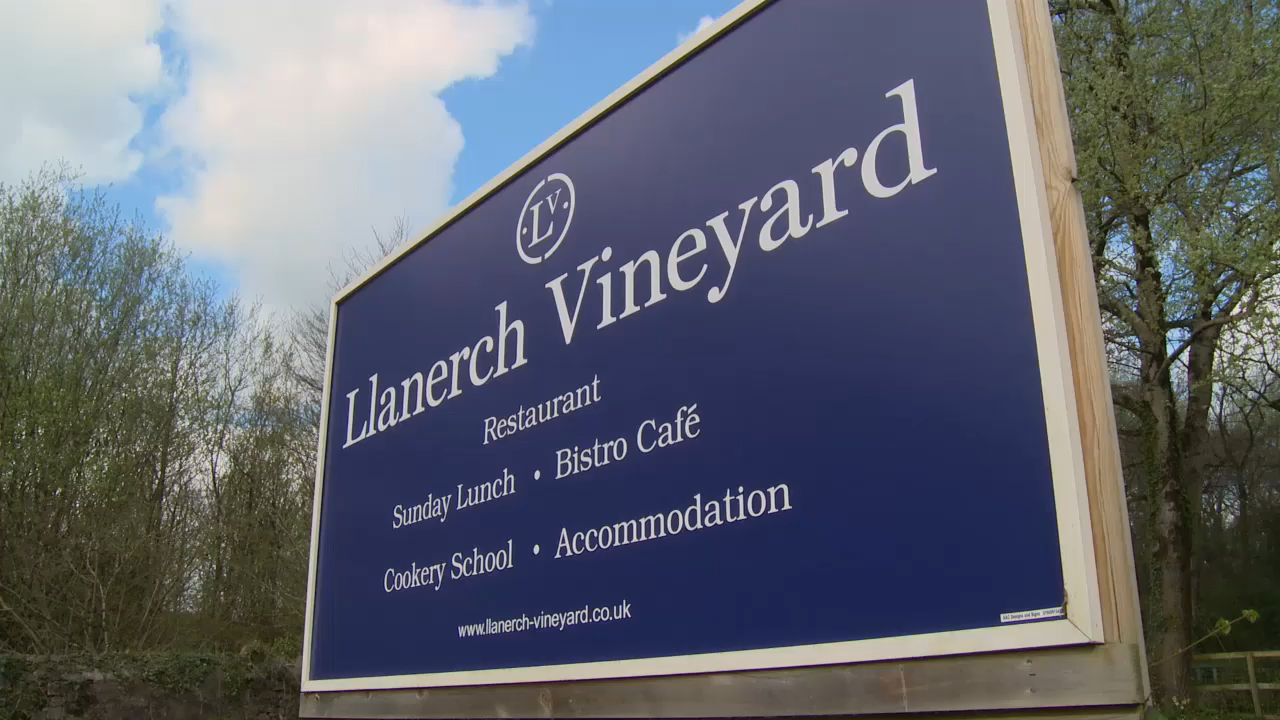 LV
Llanerch Vineyard
Restaurant
Sunday Lunch • Bistro Café
Cookery School • Accommodation
www.llanerch-vineyard.co.uk